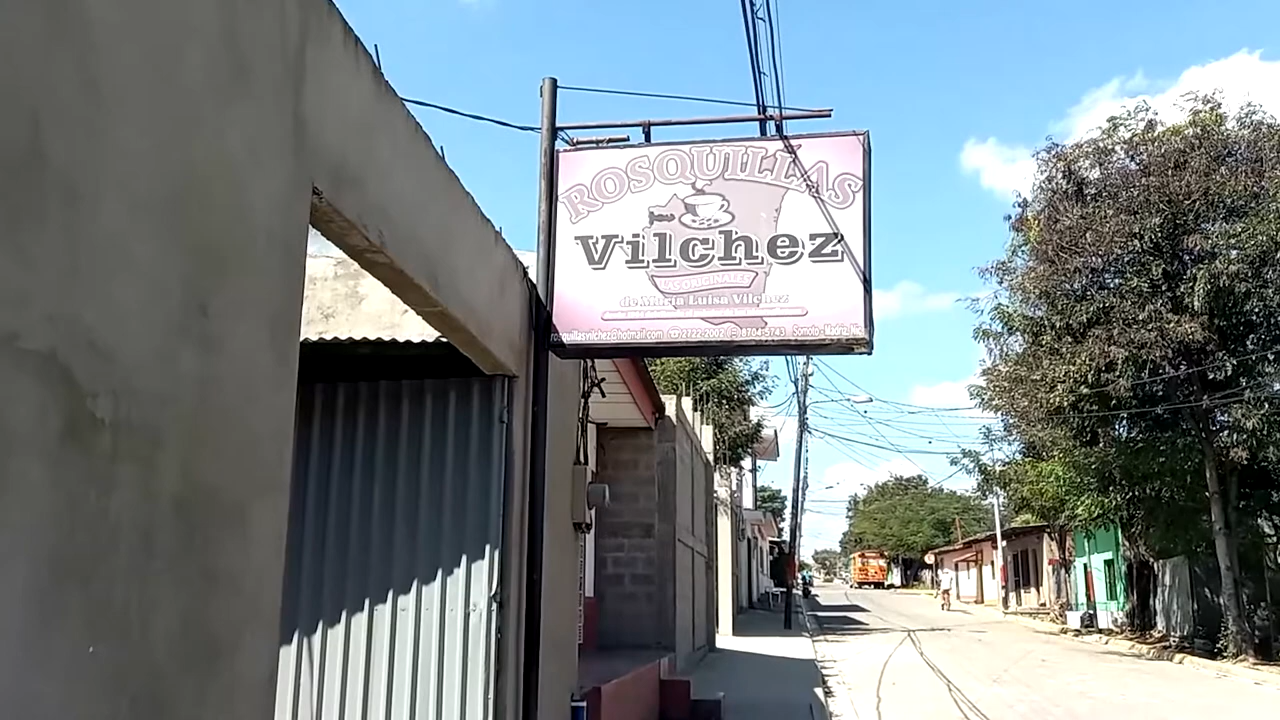 ROSQUILLAS
Vilchez
LAS ORIGINALES
de María Luisa Vilchez
rosquillasvilchez@hotmail.com 2722-2002 8704-5743 Somoto - Madriz, Nic.